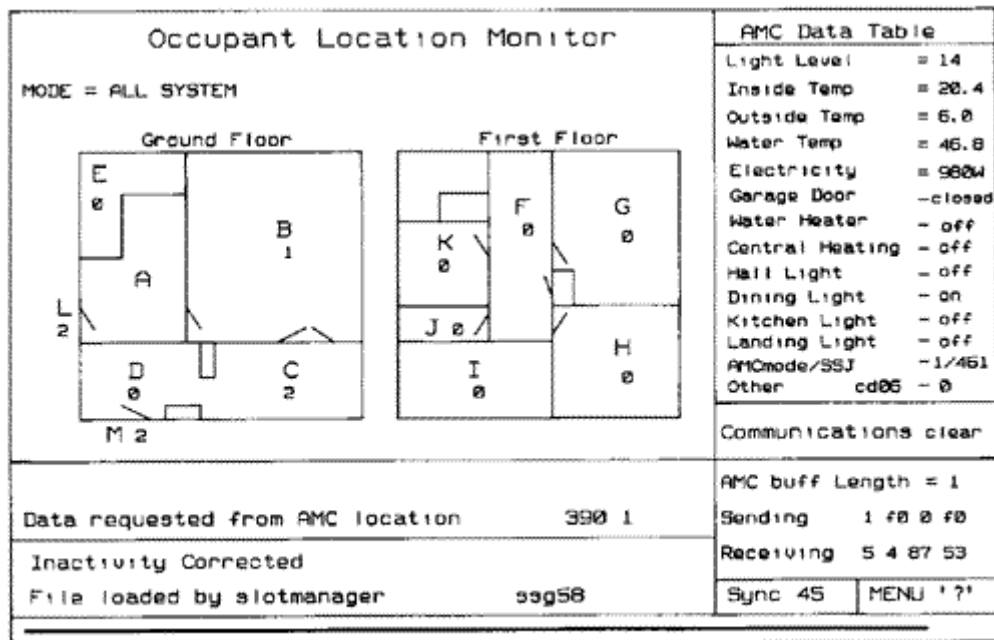 Occupant Location Monitor
MODE = ALL SYSTEM
Ground Floor
First Floor
E
0
B
1
A
L
2
D
0
C
2
M 2
F
0
G
0
K
0
J 0
I
0
H
0
Data requested from AMC location 390 1
Inactivity Corrected
File loaded by slotmanager ssg58
AMC Data Table
Light Level = 14
Inside Temp = 20.4
Outside Temp = 6.0
Water Temp = 46.8
Electricity = 980W
Garage Door -closed
Water Heater - off
Central Heating - off
Hall Light - off
Dining Light - on
Kitchen Light - off
Landing Light - off
AMCmode/SSJ -1/461
Other cd06 - 0
Communications clear
AMC buff Length = 1
Sending 1 f0 0 f0
Receiving 5 4 87 53
Sync 45
MENU '?'